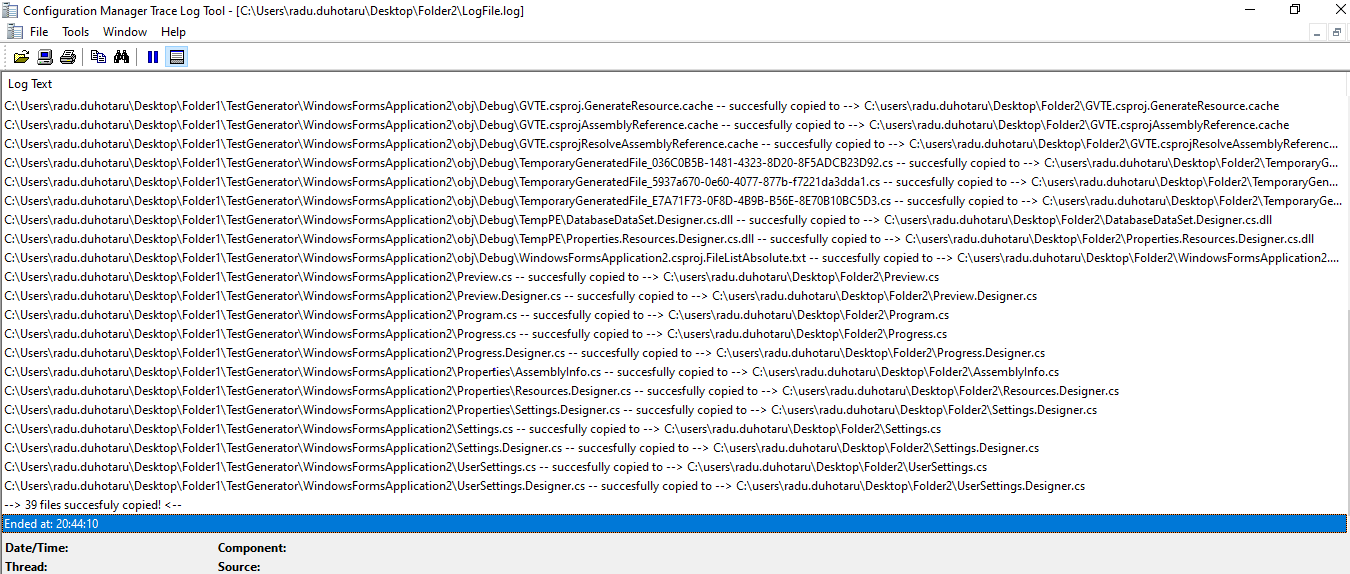 Configuration Manager Trace Log Tool - [C:\Users\radu.duhotaru\Desktop\Folder2\LogFile.log]
File Tools Window Help
Log Text
C:\Users\radu.duhotaru\Desktop\Folder1\TestGenerator\WindowsFormsApplication2\obj\Debug\GVTE.csproj.GenerateResource.cache -- succesfully copied to --> C:\users\radu.duhotaru\Desktop\Folder2\GVTE.csproj.GenerateResource.cache
C:\Users\radu.duhotaru\Desktop\Folder1\TestGenerator\WindowsFormsApplication2\obj\Debug\GVTE.csprojAssemblyReference.cache -- succesfully copied to --> C:\users\radu.duhotaru\Desktop\Folder2\GVTE.csprojAssemblyReference.cache
C:\Users\radu.duhotaru\Desktop\Folder1\TestGenerator\WindowsFormsApplication2\obj\Debug\GVTE.csprojResolveAssemblyReference.cache -- succesfully copied to --> C:\users\radu.duhotaru\Desktop\Folder2\GVTE.csprojResolveAssemblyReferenc...
C:\Users\radu.duhotaru\Desktop\Folder1\TestGenerator\WindowsFormsApplication2\obj\Debug\TemporaryGeneratedFile_036C0B5B-1481-4323-8D20-8F5ADCB23D92.cs -- succesfully copied to --> C:\users\radu.duhotaru\Desktop\Folder2\TemporaryG...
C:\Users\radu.duhotaru\Desktop\Folder1\TestGenerator\WindowsFormsApplication2\obj\Debug\TemporaryGeneratedFile_5937a670-0e60-4077-877b-f7221da3dda1.cs -- succesfully copied to --> C:\users\radu.duhotaru\Desktop\Folder2\TemporaryGen...
C:\Users\radu.duhotaru\Desktop\Folder1\TestGenerator\WindowsFormsApplication2\obj\Debug\TemporaryGeneratedFile_E7A71F73-0F8D-4B9B-B56E-8E70B10BC5D3.cs -- succesfully copied to --> C:\users\radu.duhotaru\Desktop\Folder2\TemporaryGe...
C:\Users\radu.duhotaru\Desktop\Folder1\TestGenerator\WindowsFormsApplication2\obj\Debug\TempPE\DatabaseDataSet.Designer.cs.dll -- succesfully copied to --> C:\users\radu.duhotaru\Desktop\Folder2\DatabaseDataSet.Designer.cs.dll
C:\Users\radu.duhotaru\Desktop\Folder1\TestGenerator\WindowsFormsApplication2\obj\Debug\TempPE\Properties.Resources.Designer.cs.dll -- succesfully copied to --> C:\users\radu.duhotaru\Desktop\Folder2\Properties.Resources.Designer.cs.dll
C:\Users\radu.duhotaru\Desktop\Folder1\TestGenerator\WindowsFormsApplication2\obj\Debug\WindowsFormsApplication2.csproj.FileListAbsolute.txt -- succesfully copied to --> C:\users\radu.duhotaru\Desktop\Folder2\WindowsFormsApplication2....
C:\Users\radu.duhotaru\Desktop\Folder1\TestGenerator\WindowsFormsApplication2\Preview.cs -- succesfully copied to --> C:\users\radu.duhotaru\Desktop\Folder2\Preview.cs
C:\Users\radu.duhotaru\Desktop\Folder1\TestGenerator\WindowsFormsApplication2\Preview.Designer.cs -- succesfully copied to --> C:\users\radu.duhotaru\Desktop\Folder2\Preview.Designer.cs
C:\Users\radu.duhotaru\Desktop\Folder1\TestGenerator\WindowsFormsApplication2\Program.cs -- succesfully copied to --> C:\users\radu.duhotaru\Desktop\Folder2\Program.cs
C:\Users\radu.duhotaru\Desktop\Folder1\TestGenerator\WindowsFormsApplication2\Progress.cs -- succesfully copied to --> C:\users\radu.duhotaru\Desktop\Folder2\Progress.cs
C:\Users\radu.duhotaru\Desktop\Folder1\TestGenerator\WindowsFormsApplication2\Progress.Designer.cs -- succesfully copied to --> C:\users\radu.duhotaru\Desktop\Folder2\Progress.Designer.cs
C:\Users\radu.duhotaru\Desktop\Folder1\TestGenerator\WindowsFormsApplication2\Properties\AssemblyInfo.cs -- succesfully copied to --> C:\users\radu.duhotaru\Desktop\Folder2\AssemblyInfo.cs
C:\Users\radu.duhotaru\Desktop\Folder1\TestGenerator\WindowsFormsApplication2\Properties\Resources.Designer.cs -- succesfully copied to --> C:\users\radu.duhotaru\Desktop\Folder2\Resources.Designer.cs
C:\Users\radu.duhotaru\Desktop\Folder1\TestGenerator\WindowsFormsApplication2\Properties\Settings.Designer.cs -- succesfully copied to --> C:\users\radu.duhotaru\Desktop\Folder2\Settings.Designer.cs
C:\Users\radu.duhotaru\Desktop\Folder1\TestGenerator\WindowsFormsApplication2\Settings.cs -- succesfully copied to --> C:\users\radu.duhotaru\Desktop\Folder2\Settings.cs
C:\Users\radu.duhotaru\Desktop\Folder1\TestGenerator\WindowsFormsApplication2\Settings.Designer.cs -- succesfully copied to --> C:\users\radu.duhotaru\Desktop\Folder2\Settings.Designer.cs
C:\Users\radu.duhotaru\Desktop\Folder1\TestGenerator\WindowsFormsApplication2\UserSettings.cs -- succesfully copied to --> C:\users\radu.duhotaru\Desktop\Folder2\UserSettings.cs
C:\Users\radu.duhotaru\Desktop\Folder1\TestGenerator\WindowsFormsApplication2\UserSettings.Designer.cs -- succesfully copied to --> C:\users\radu.duhotaru\Desktop\Folder2\UserSettings.Designer.cs
--> 39 files succesfuly copied! <--
Ended at: 20:44:10
Date/Time: Component:
Thread: Source: